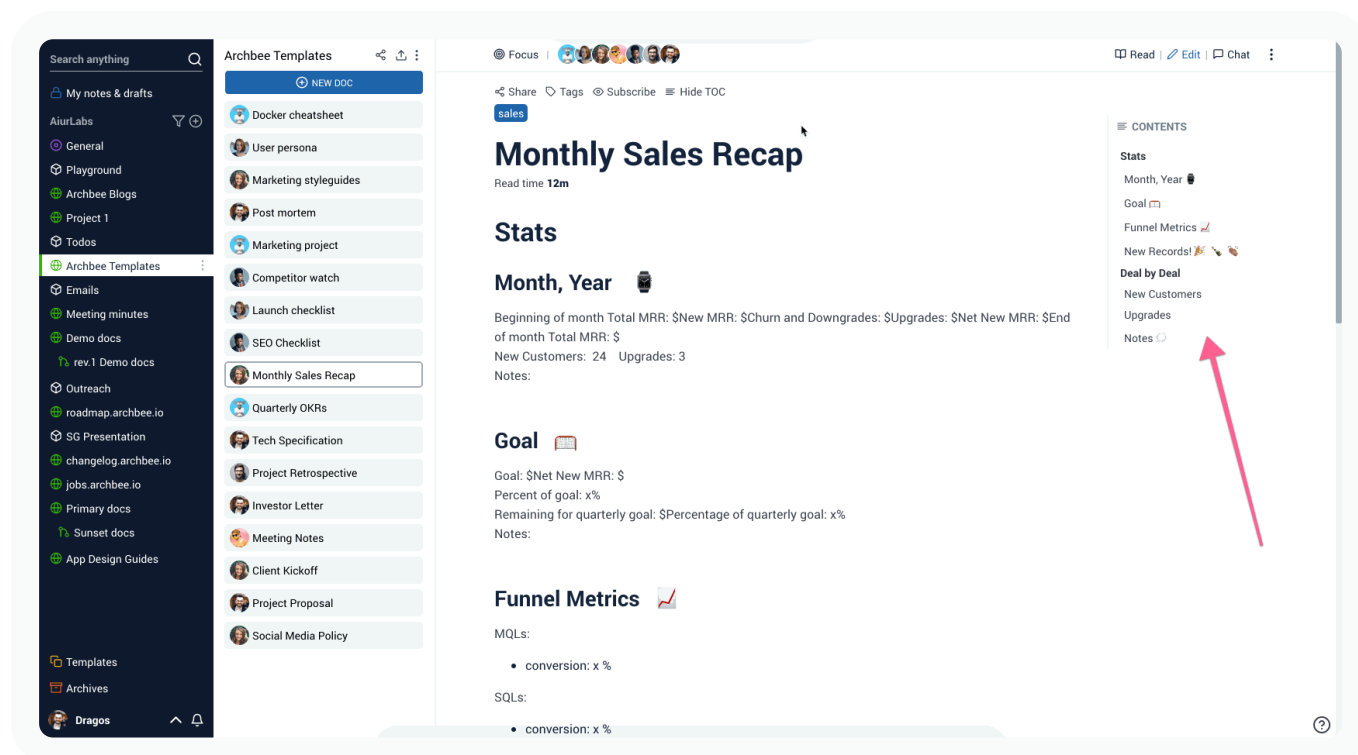 Search anything
My notes & drafts
AiurLabs
General
Playground
Archbee Blogs
Project 1
Todos
Archbee Templates
Emails
Meeting minutes
Demo docs
rev.1 Demo docs
Outreach
roadmap.archbee.io
SG Presentation
changelog.archbee.io
jobs.archbee.io
Primary docs
Sunset docs
App Design Guides
Templates
Archives
Dragos
Archbee Templates
NEW DOC
Docker cheatsheet
User persona
Marketing styleguides
Post mortem
Marketing project
Competitor watch
Launch checklist
SEO Checklist
Monthly Sales Recap
Quarterly OKRs
Tech Specification
Project Retrospective
Investor Letter
Meeting Notes
Client Kickoff
Project Proposal
Social Media Policy
Focus |
Read | Edit | Chat
Share Tags Subscribe Hide TOC
sales
Monthly Sales Recap
Read time 12m
Stats
Month, Year
Beginning of month Total MRR: $New MRR: $Churn and Downgrades: $Upgrades: $Net New MRR: $End
of month Total MRR: $
New Customers: 24 Upgrades: 3
Notes:
Goal
Goal: $Net New MRR: $
Percent of goal: x%
Remaining for quarterly goal: $Percentage of quarterly goal: x%
Notes:
Funnel Metrics
MQLs:
• conversion: x %
SQLs:
• conversion: x %
CONTENTS
Stats
Month, Year
Goal
Funnel Metrics
New Records!
Deal by Deal
New Customers
Upgrades
Notes